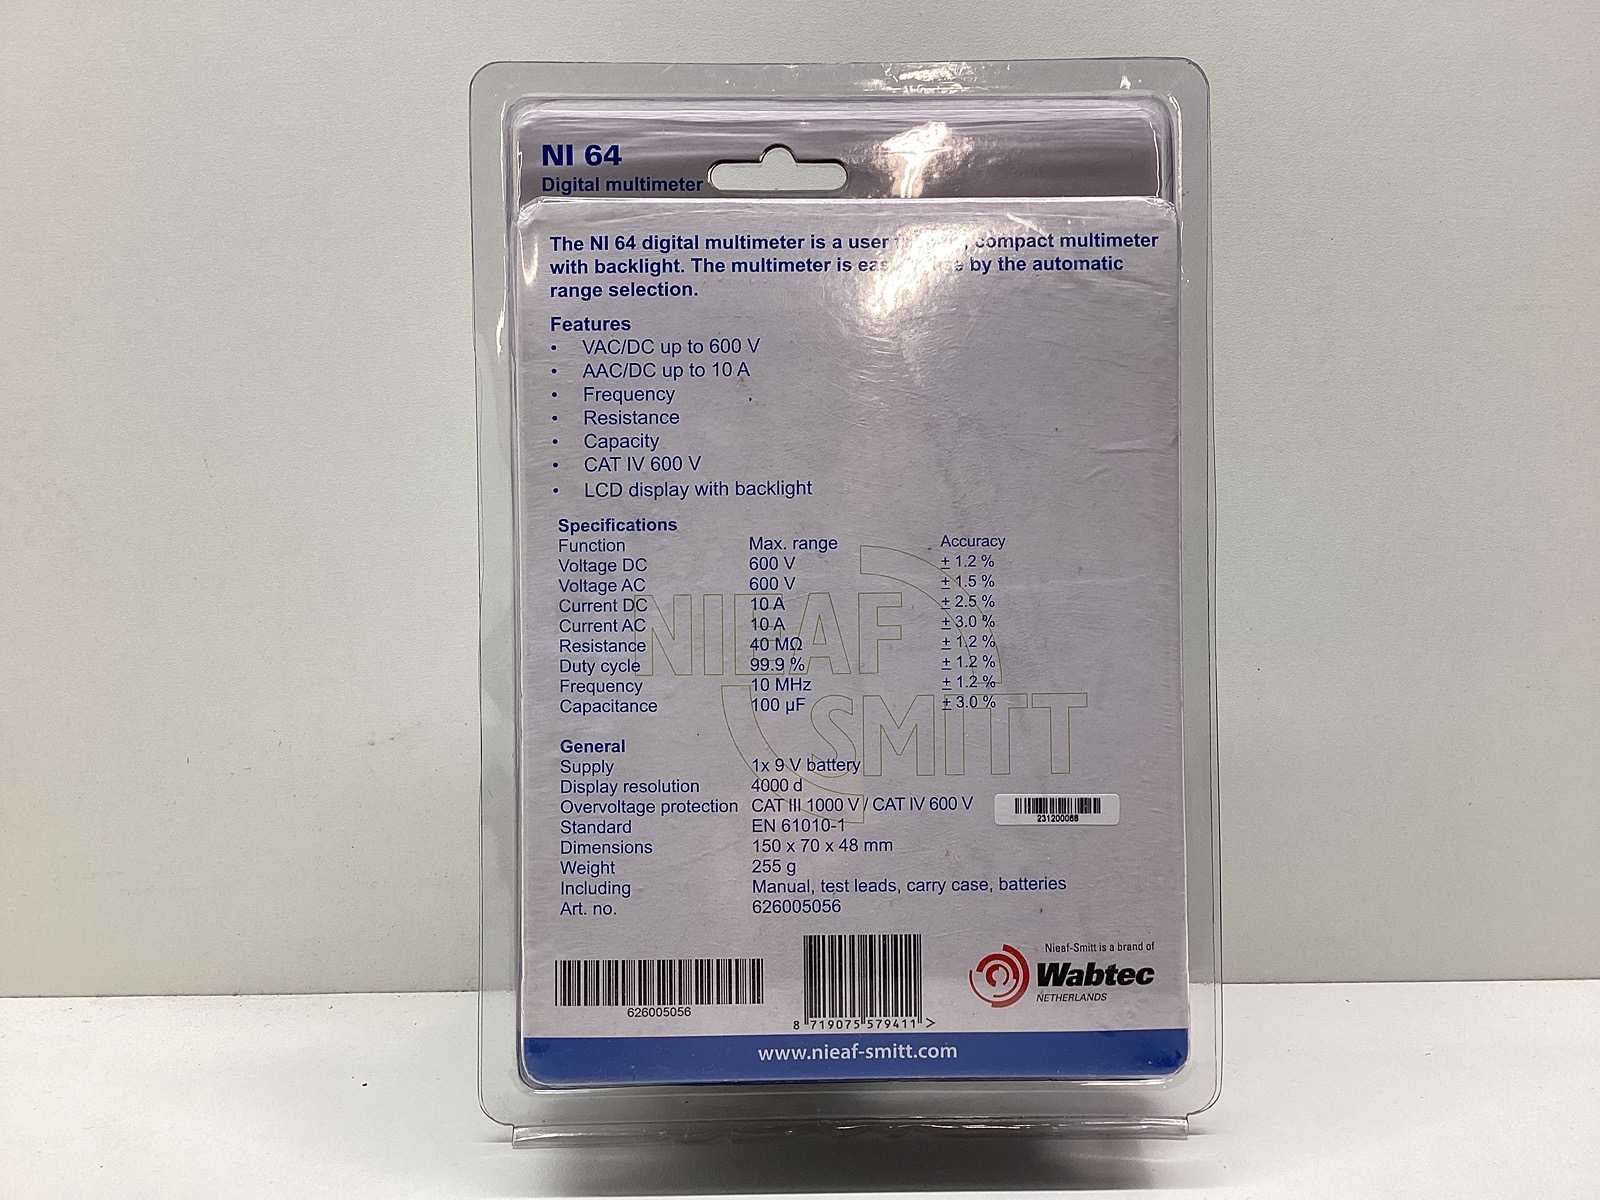 NI 64
Digital multimeter
The NI 64 digital multimeter is a user compact multimeter
with backlight. The multimeter is by the automatic
range selection.
Features
• VAC/DC up to 600 V
• AAC/DC up to 10 A
• Frequency
• Resistance
• Capacity
• CAT IV 600 V
• LCD display with backlight
Specifications
Function Max. range Accuracy
Voltage DC 600 V ± 1.2 %
Voltage AC 600 V ± 1.5 %
Current DC 10 A ± 2.5 %
Current AC 10 A ± 3.0 %
Resistance 40 MΩ ± 1.2 %
Duty cycle 99.9 % ± 1.2 %
Frequency 10 MHz ± 1.2 %
Capacitance 100 µF ± 3.0 %
NIEAF
SMITT
General
Supply 1x 9 V battery
Display resolution 4000 d
Overvoltage protection CAT III 1000 V / CAT IV 600 V
231200088
Standard EN 61010-1
Dimensions 150 x 70 x 48 mm
Weight 255 g
Including Manual, test leads, carry case, batteries
Art. no. 626005056
626005056
8 719075 579411 >
Nieaf-Smitt is a brand of
Wabtec
NETHERLANDS
www.nieaf-smitt.com